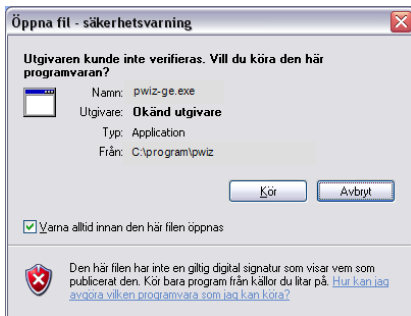 Öppna fil - säkerhetsvarning
Utgivaren kunde inte verifieras. Vill du köra den här
programvaran?
Namn: pwiz-ge.exe
Utgivare: Okänd utgivare
Typ: Application
Från: C:\program\pwiz
Kör Avbryt
Varna alltid innan den här filen öppnas
Den här filen har inte en giltig digital signatur som visar vem som
publicerat den. Kör bara program från källor du litar på. Hur kan jag
avgöra vilken programvara som jag kan köra?